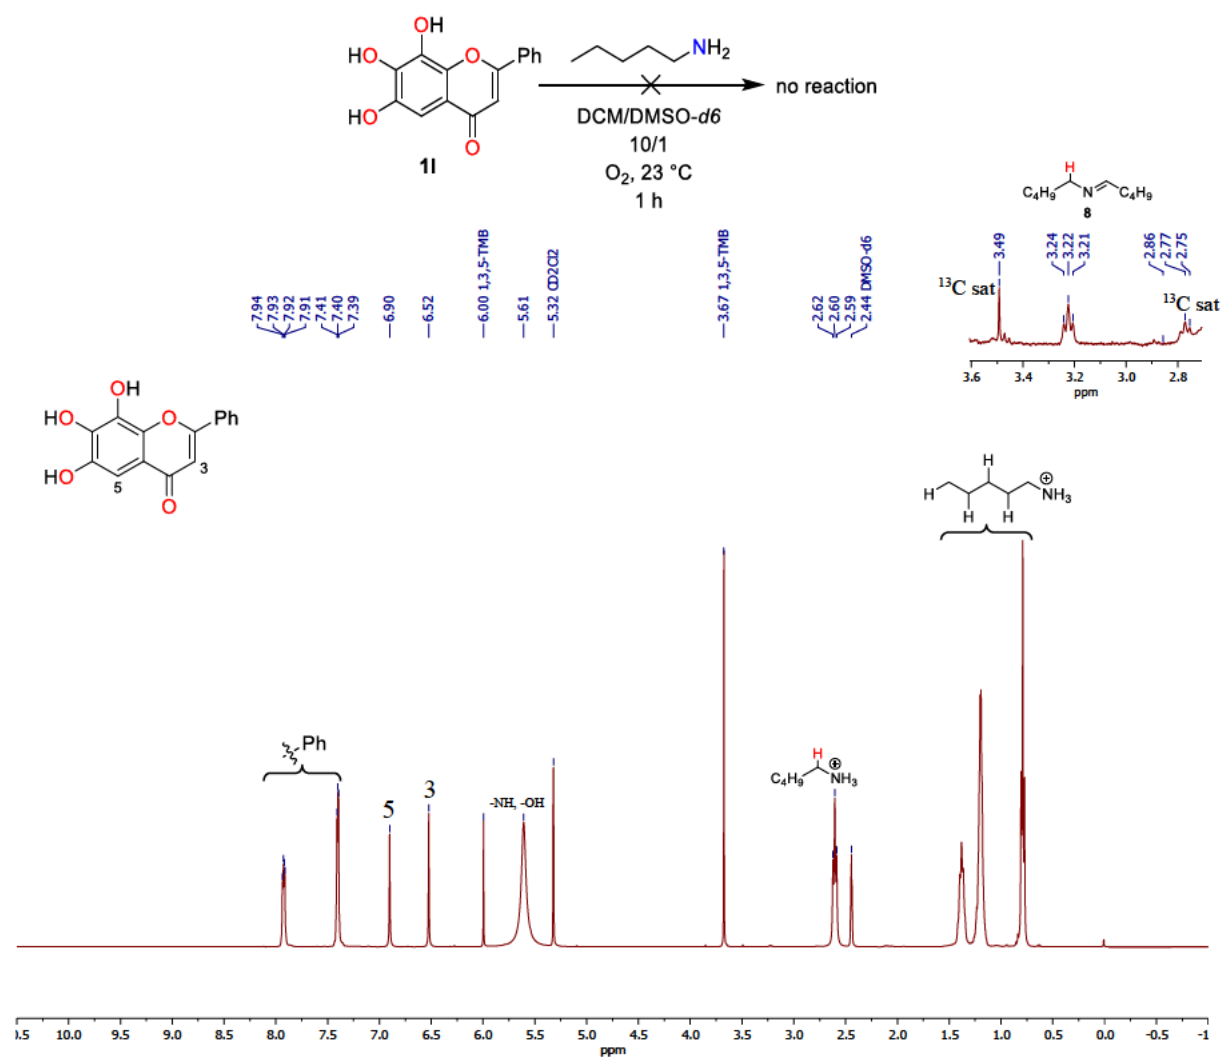 OH
HO
O
Ph
HO
O
1l
NH2
DCM/DMSO-d6
10/1
O2, 23 °C
1 h
no reaction
H
C4H9
N
C4H9
8
7.94
7.93
7.92
7.91
7.41
7.40
7.39
6.90
6.52
6.00 1,3,5-TMB
5.61
5.32 CD2Cl2
3.67 1,3,5-TMB
2.62
2.60
2.59
2.44 DMSO-d6
3.49
3.24
3.22
3.21
2.86
2.77
2.75
13C sat
13C sat
3.6 3.4 3.2 3.0 2.8
ppm
OH
HO
O
Ph
HO
5
3
O
H
H
H
H
⊕
NH3
Ph
5
3
-NH, -OH
H
⊕
C4H9
NH3
.5 10.0 9.5 9.0 8.5 8.0 7.5 7.0 6.5 6.0 5.5 5.0 4.5 4.0 3.5 3.0 2.5 2.0 1.5 1.0 0.5 0.0 -0.5 -1
ppm